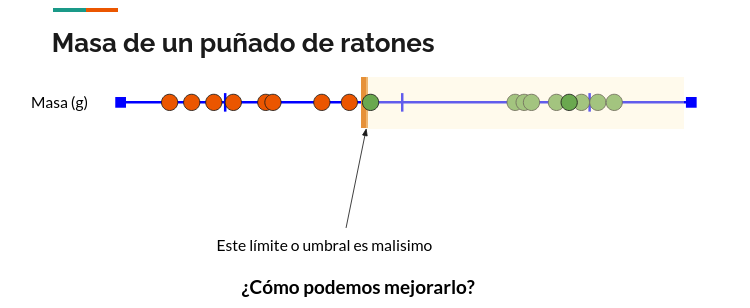 Masa de un puñado de ratones
Masa (g)
Este límite o umbral es malisimo
¿Cómo podemos mejorarlo?